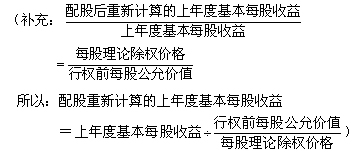 （补充：配股后重新计算的上年度基本每股收益
上年度基本每股收益
=每股理论除权价格
行权前每股公允价值
所以：配股重新计算的上年度基本每股收益
＝上年度基本每股收益÷行权前每股公允价值
每股理论除权价格）